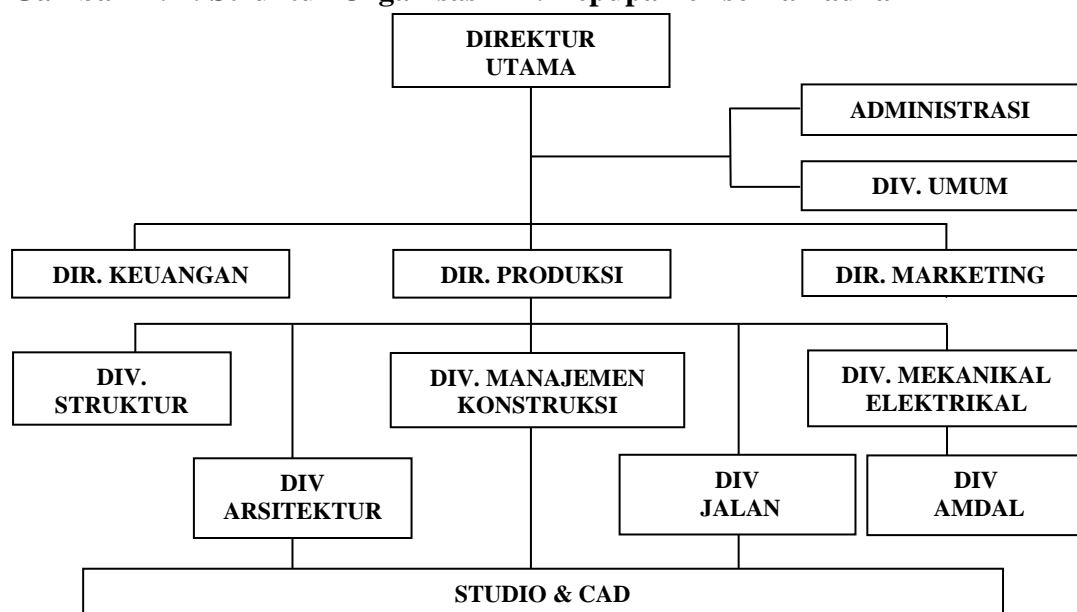 DIREKTUR
UTAMA
ADMINISTRASI
DIV. UMUM
DIR. KEUANGAN
DIR. PRODUKSI
DIR. MARKETING
DIV.
STRUKTUR
DIV. MANAJEMEN
KONSTRUKSI
DIV. MEKANIKAL
ELEKTRIKAL
DIV
ARSITEKTUR
DIV
JALAN
DIV
AMDAL
STUDIO & CAD